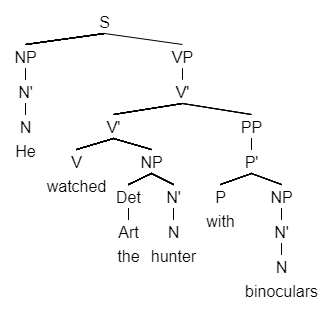 S
NP VP
N' V'
N V' PP
He V NP P'
watched Det N' P NP
Art N with N'
the hunter N
binoculars